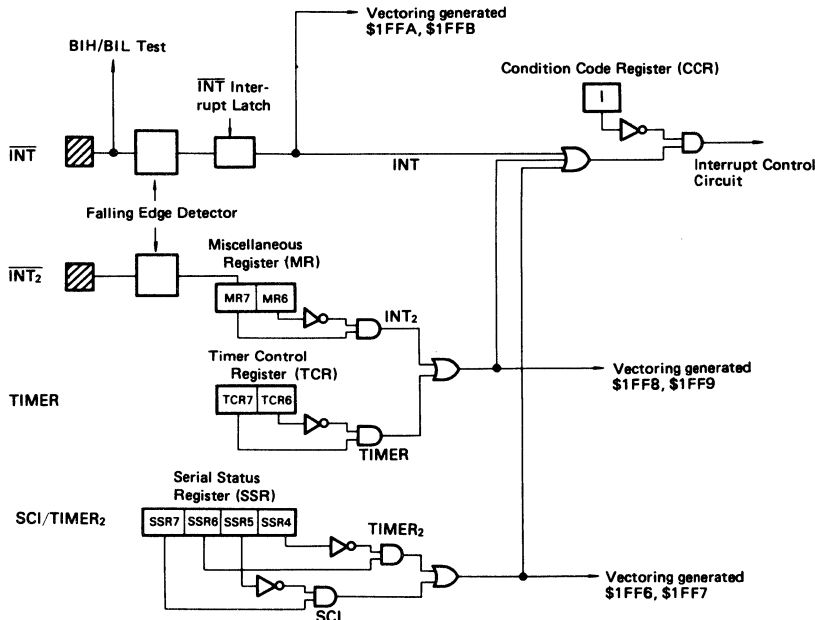 Vectoring generated
$1FFA, $1FFB
BIH/BIL Test
Condition Code Register (CCR)
INT Inter-
rupt Latch
I
INT
INT
Interrupt Control
Circuit
Falling Edge Detector
Miscellaneous
Register (MR)
INT₂
MR7 MR6
INT₂
Timer Control
Register (TCR)
Vectoring generated
$1FF8, $1FF9
TIMER
TCR7 TCR6
TIMER
Serial Status
Register (SSR)
SCI/TIMER₂
SSR7 SSR6 SSR5 SSR4
TIMER₂
Vectoring generated
$1FF6, $1FF7
SCI